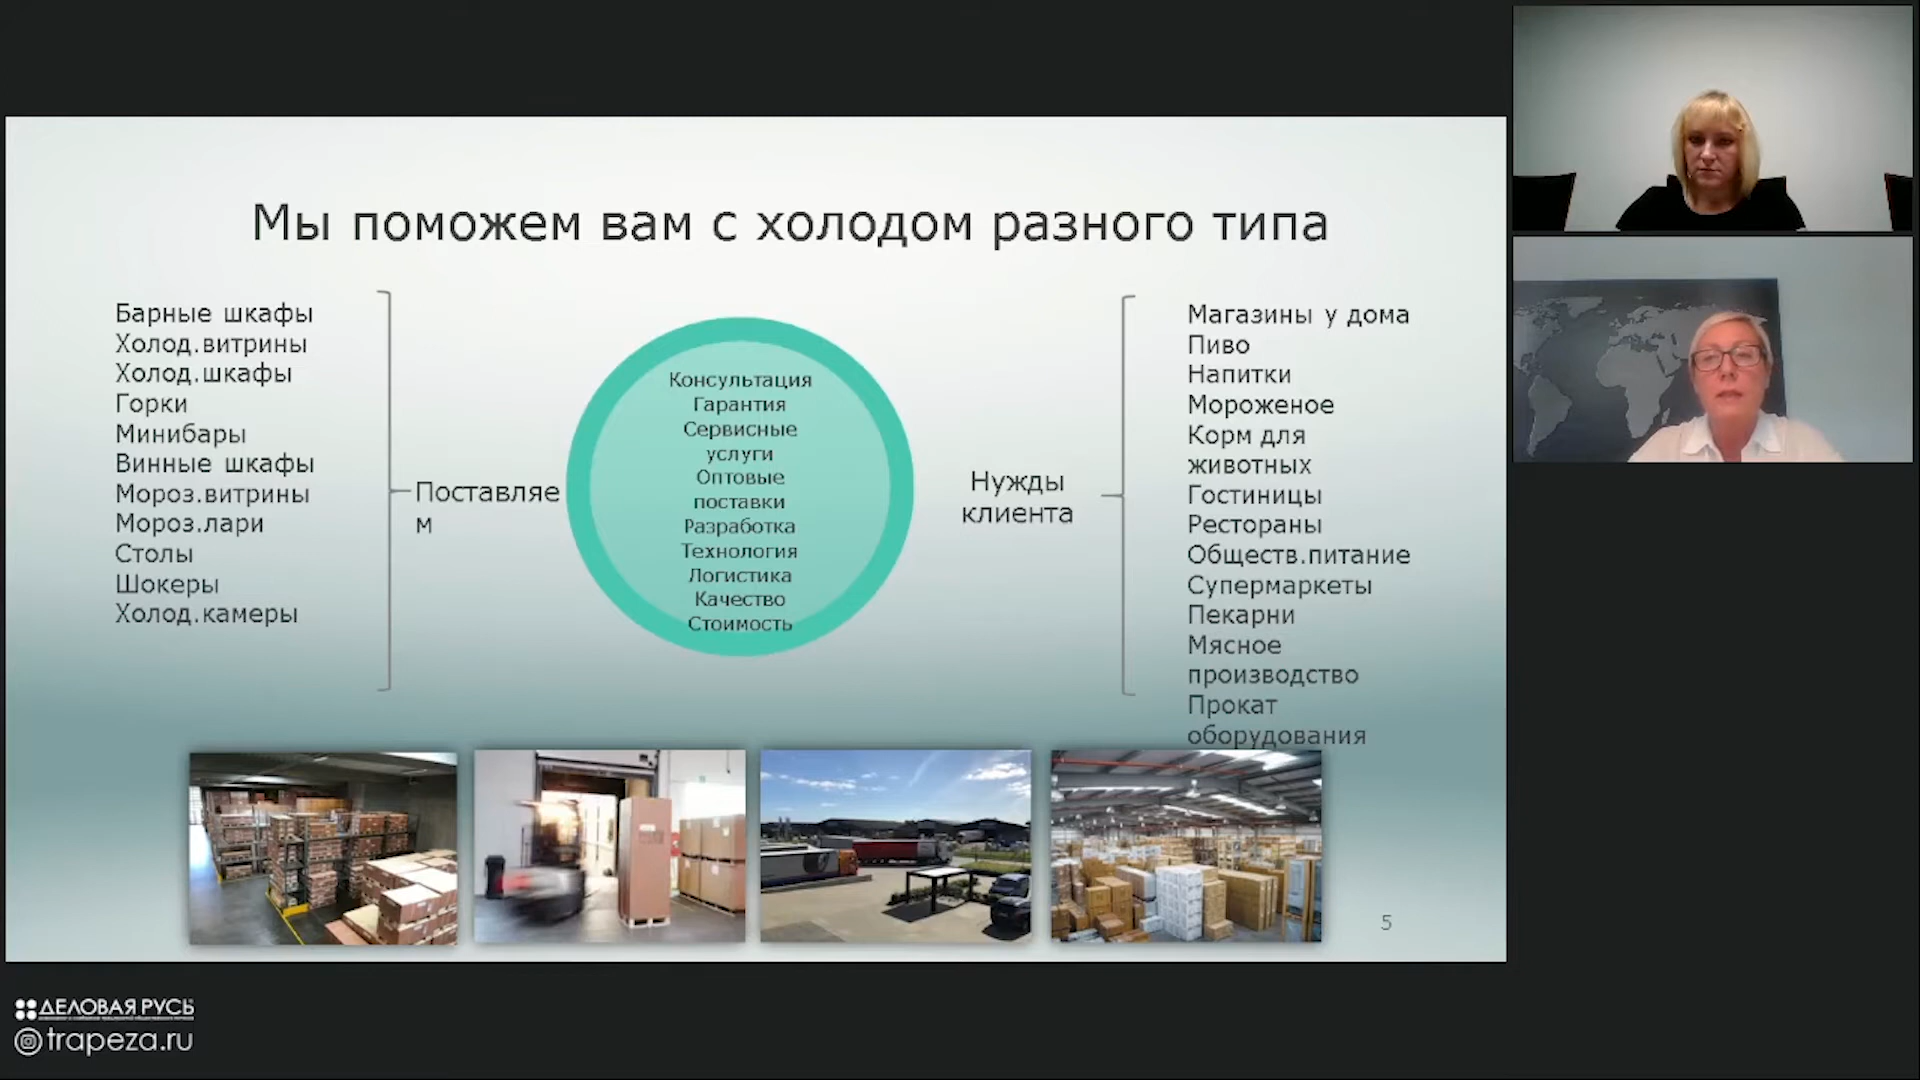 Мы поможем вам с холодом разного типа
Барные шкафы
Холод.витрины
Холод.шкафы
Горки
Минибары
Винные шкафы
Мороз.витрины
Мороз.лари
Столы
Шокеры
Холод.камеры
Поставляе
м
Консультация
Гарантия
Сервисные
услуги
Оптовые
поставки
Разработка
Технология
Логистика
Качество
Стоимость
Нужды
клиента
Магазины у дома
Пиво
Напитки
Мороженое
Корм для
животных
Гостиницы
Рестораны
Обществ.питание
Супермаркеты
Пекарни
Мясное
производство
Прокат
оборудования
5
ДЕЛОВАЯ РУСЬ
trapeza.ru